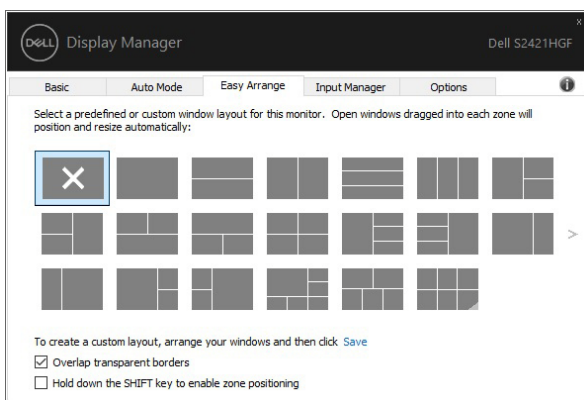 x
DELL Display Manager Dell S2421HGF
Basic Auto Mode Easy Arrange Input Manager Options
Select a predefined or custom window layout for this monitor. Open windows dragged into each zone will
position and resize automatically:
>
To create a custom layout, arrange your windows and then click Save
Overlap transparent borders
Hold down the SHIFT key to enable zone positioning